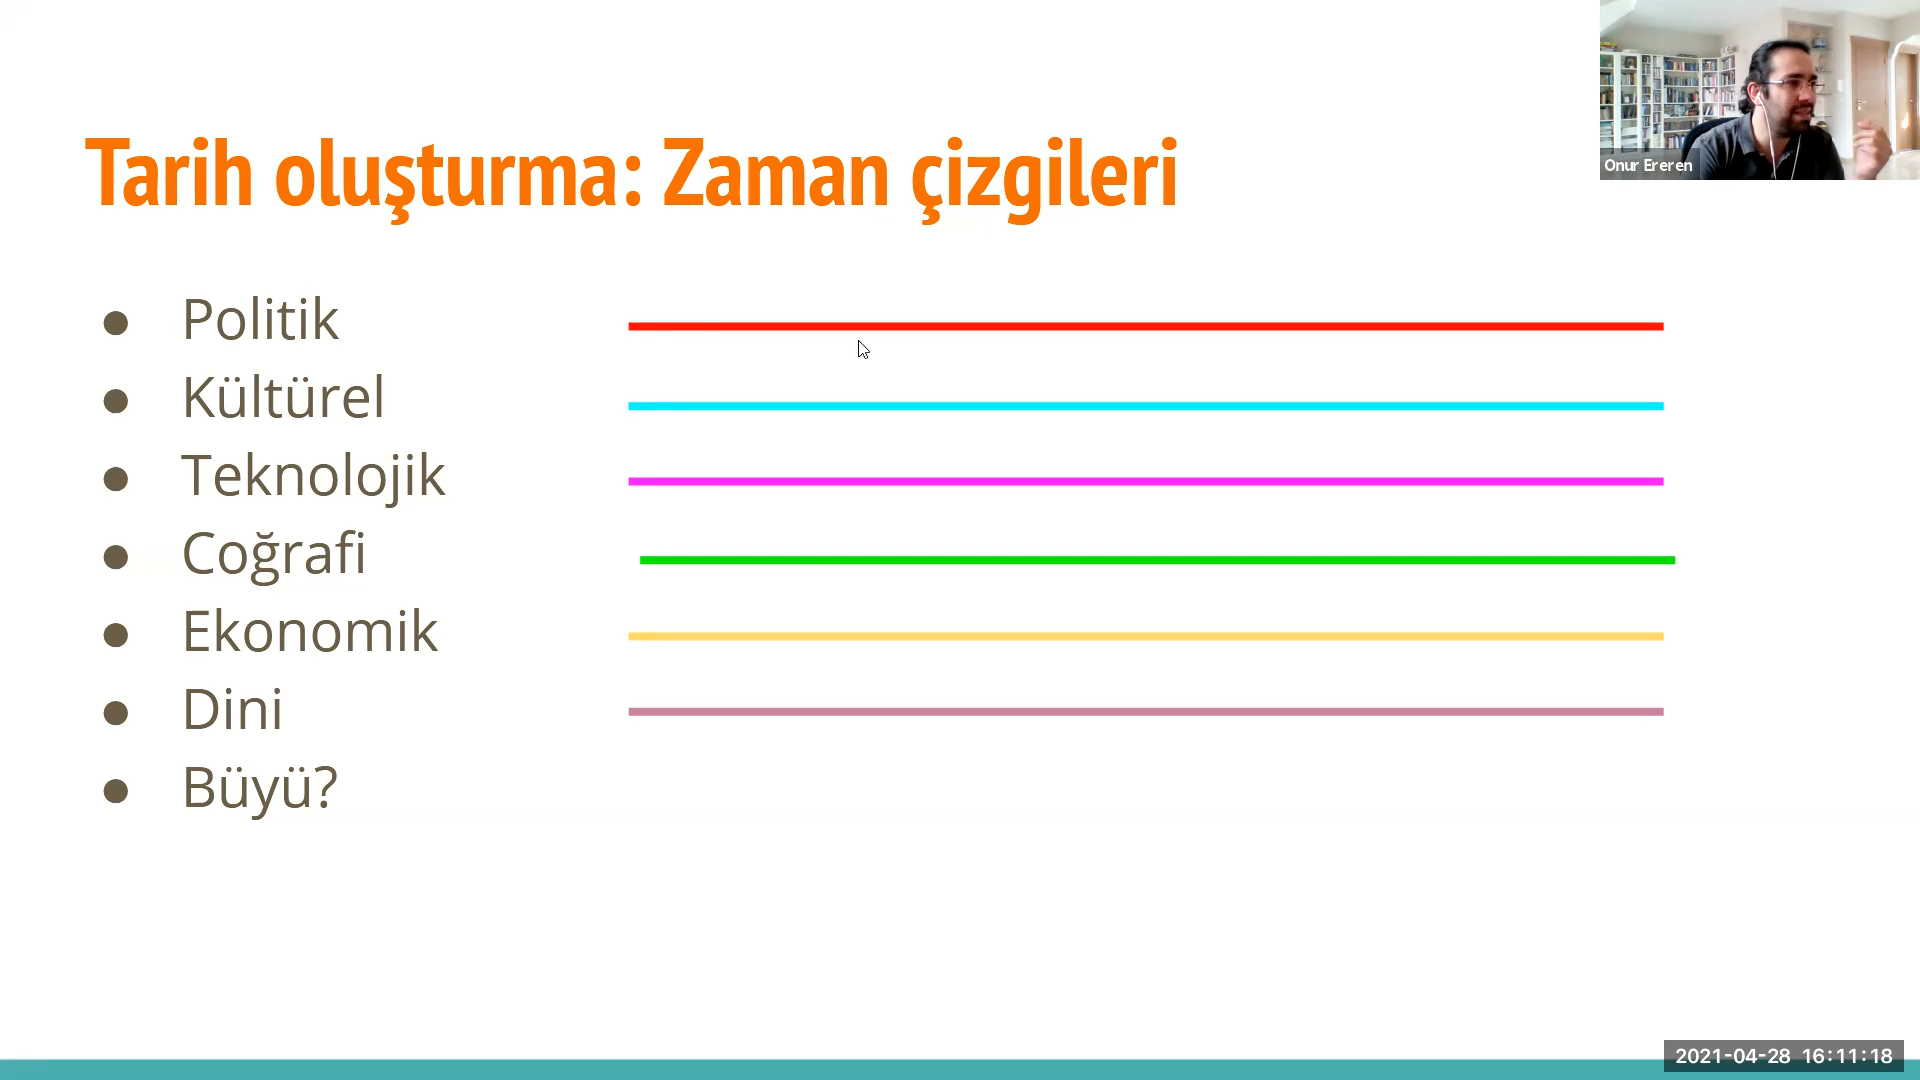 Tarih oluşturma: Zaman çizgileri
Onur Ereren
● Politik
● Kültürel
● Teknolojik
● Coğrafi
● Ekonomik
● Dini
● Büyü?
2021-04-28 16:11:18